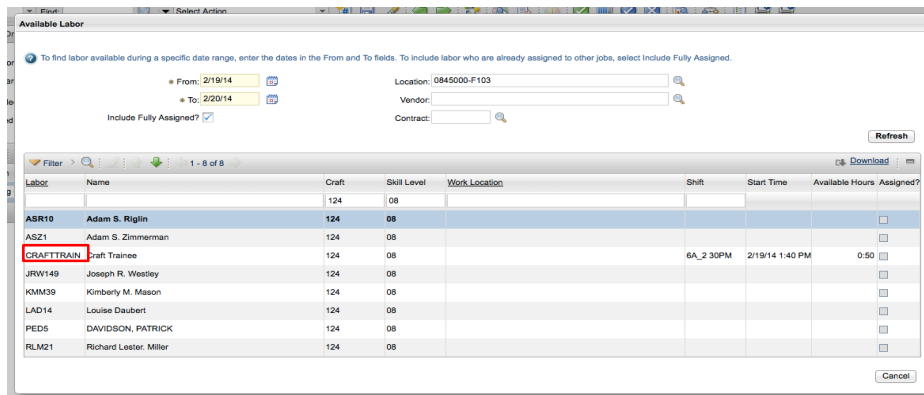 Find:
Select Action
Available Labor
To find labor available during a specific date range, enter the dates in the From and To fields. To include labor who are already assigned to other jobs, select Include Fully Assigned.
* From: 2/19/14 Location: 0845000-F103
* To: 2/20/14 Vendor:
Include Fully Assigned? Contract:
Refresh
Filter 1 - 8 of 8 Download
Labor Name Craft Skill Level Work Location Shift Start Time Available Hours Assigned?
124 08
ASR10 Adam S. Riglin 124 08
ASZ1 Adam S. Zimmerman 124 08
CRAFTTRAIN Craft Trainee 124 08 6A_2 30PM 2/19/14 1:40 PM 0:50
JRW149 Joseph R. Westley 124 08
KMM39 Kimberly M. Mason 124 08
LAD14 Louise Daubert 124 08
PED5 DAVIDSON, PATRICK 124 08
RLM21 Richard Lester. Miller 124 08
Cancel